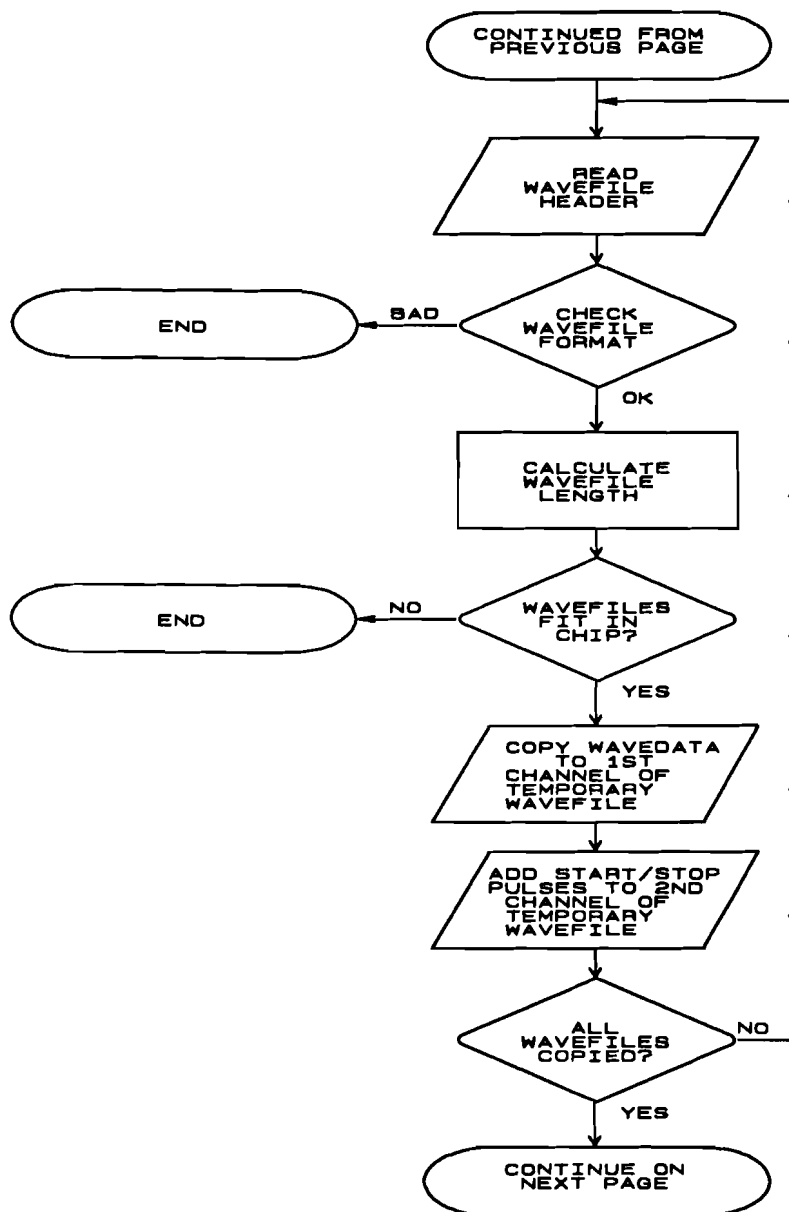 CONTINUED FROM
PREVIOUS PAGE
READ
WAVEFILE
HEADER
CHECK
WAVEFILE
FORMAT
BAD
END
OK
CALCULATE
WAVEFILE
LENGTH
WAVEFILES
FIT IN
CHIP?
NO
END
YES
COPY WAVEDATA
TO 1ST
CHANNEL OF
TEMPORARY
WAVEFILE
ADD START/STOP
PULSES TO 2ND
CHANNEL OF
TEMPORARY
WAVEFILE
ALL
WAVEFILES
COPIED?
NO
YES
CONTINUE ON
NEXT PAGE